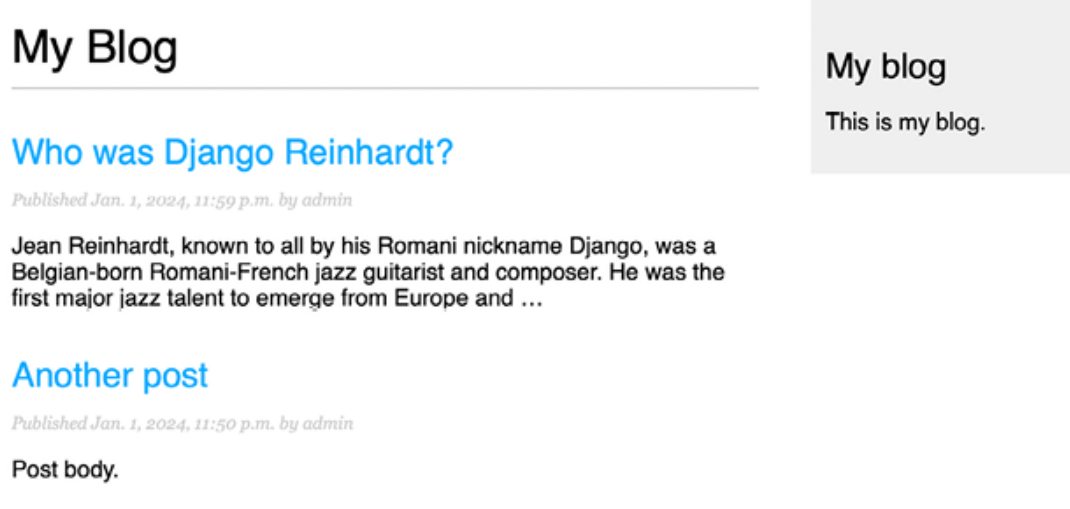 My Blog
Who was Django Reinhardt?
Published Jan. 1, 2024, 11:59 p.m. by admin
Jean Reinhardt, known to all by his Romani nickname Django, was a
Belgian-born Romani-French jazz guitarist and composer. He was the
first major jazz talent to emerge from Europe and …
Another post
Published Jan. 1, 2024, 11:50 p.m. by admin
Post body.
My blog
This is my blog.